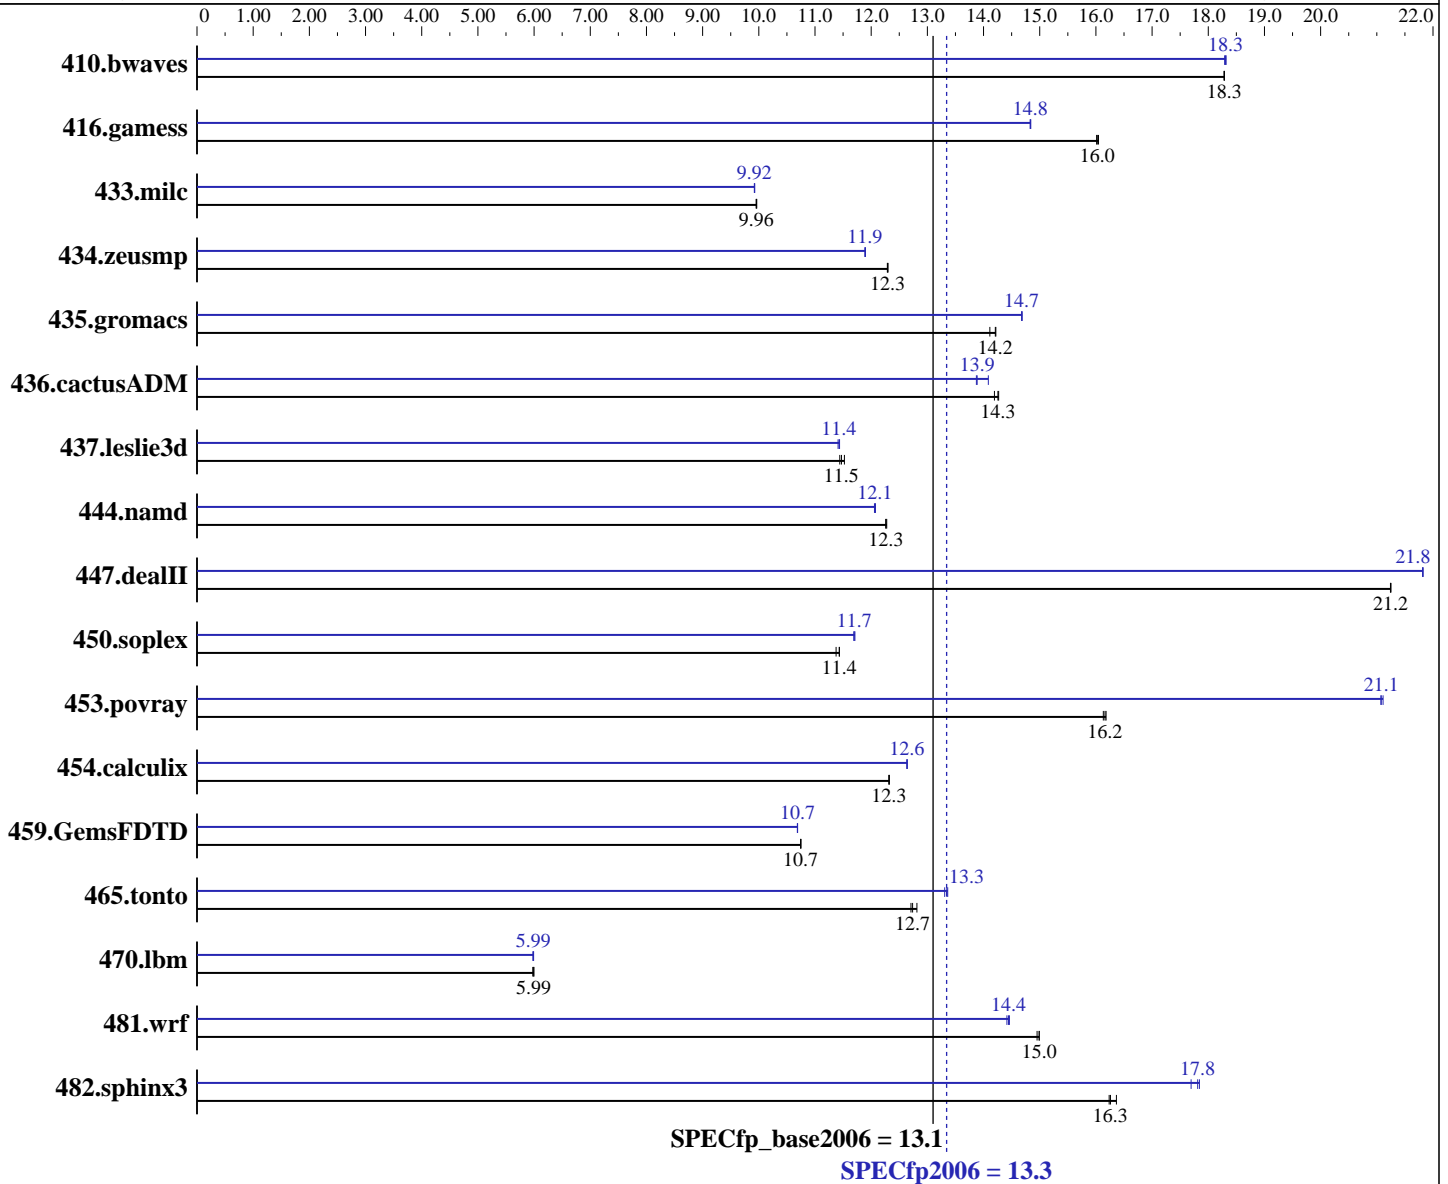 0 1.00 2.00 3.00 4.00 5.00 6.00 7.00 8.00 9.00 10.0 11.0 12.0 13.0 14.0 15.0 16.0 17.0 18.0 19.0 20.0 22.0
18.3
410.bwaves
18.3
14.8
416.gamess
16.0
9.92
433.milc
9.96
11.9
434.zeusmp
12.3
14.7
435.gromacs
14.2
13.9
436.cactusADM
14.3
11.4
437.leslie3d
11.5
12.1
444.namd
12.3
21.8
447.dealII
21.2
11.7
450.soplex
11.4
21.1
453.povray
16.2
12.6
454.calculix
12.3
10.7
459.GemsFDTD
10.7
13.3
465.tonto
12.7
5.99
470.lbm
5.99
14.4
481.wrf
15.0
17.8
482.sphinx3
16.3
SPECfp_base2006 = 13.1
SPECfp2006 = 13.3